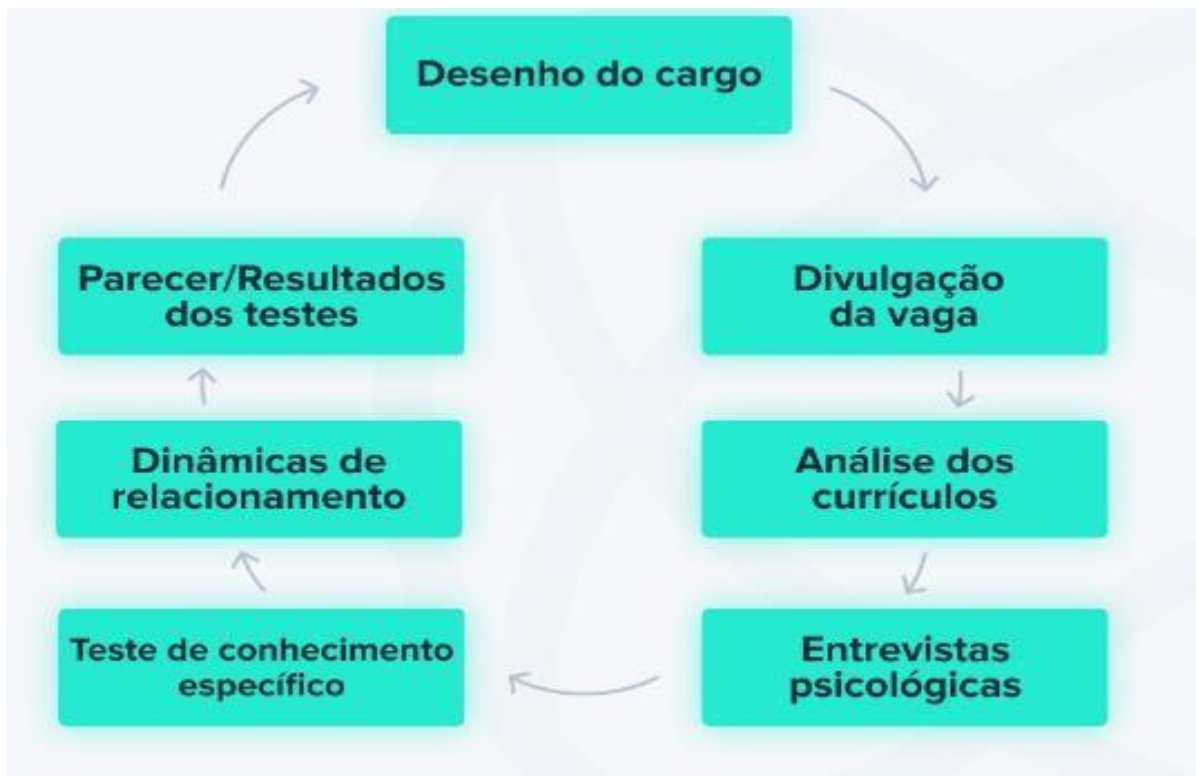 Desenho do cargo
Divulgação
da vaga
Análise dos
currículos
Entrevistas
psicológicas
Teste de conhecimento
específico
Dinâmicas de
relacionamento
Parecer/Resultados
dos testes